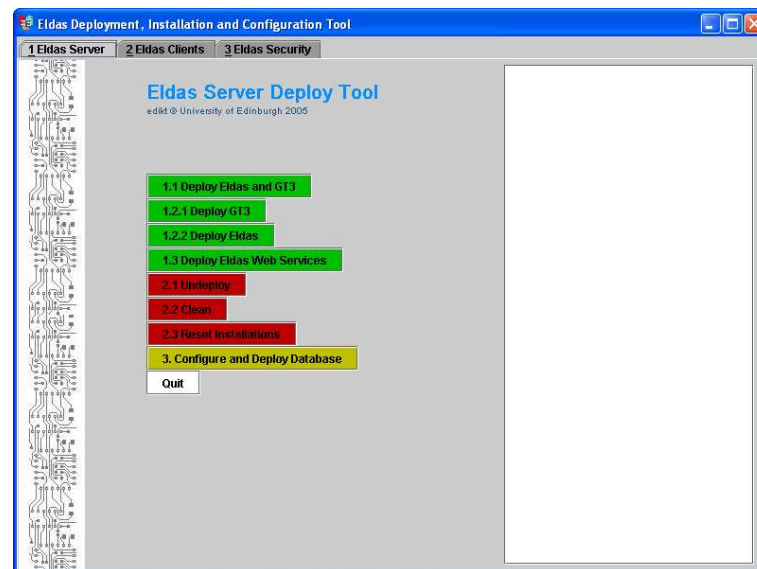 Eldas Deployment, Installation and Configuration Tool
1 Eldas Server 2 Eldas Clients 3 Eldas Security
Eldas Server Deploy Tool
edikt © University of Edinburgh 2005
1.1 Deploy Eldas and GT3
1.2.1 Deploy GT3
1.2.2 Deploy Eldas
1.3 Deploy Eldas Web Services
2.1 Undeploy
2.2 Clean
2.3 Reset Installations
3. Configure and Deploy Database
Quit